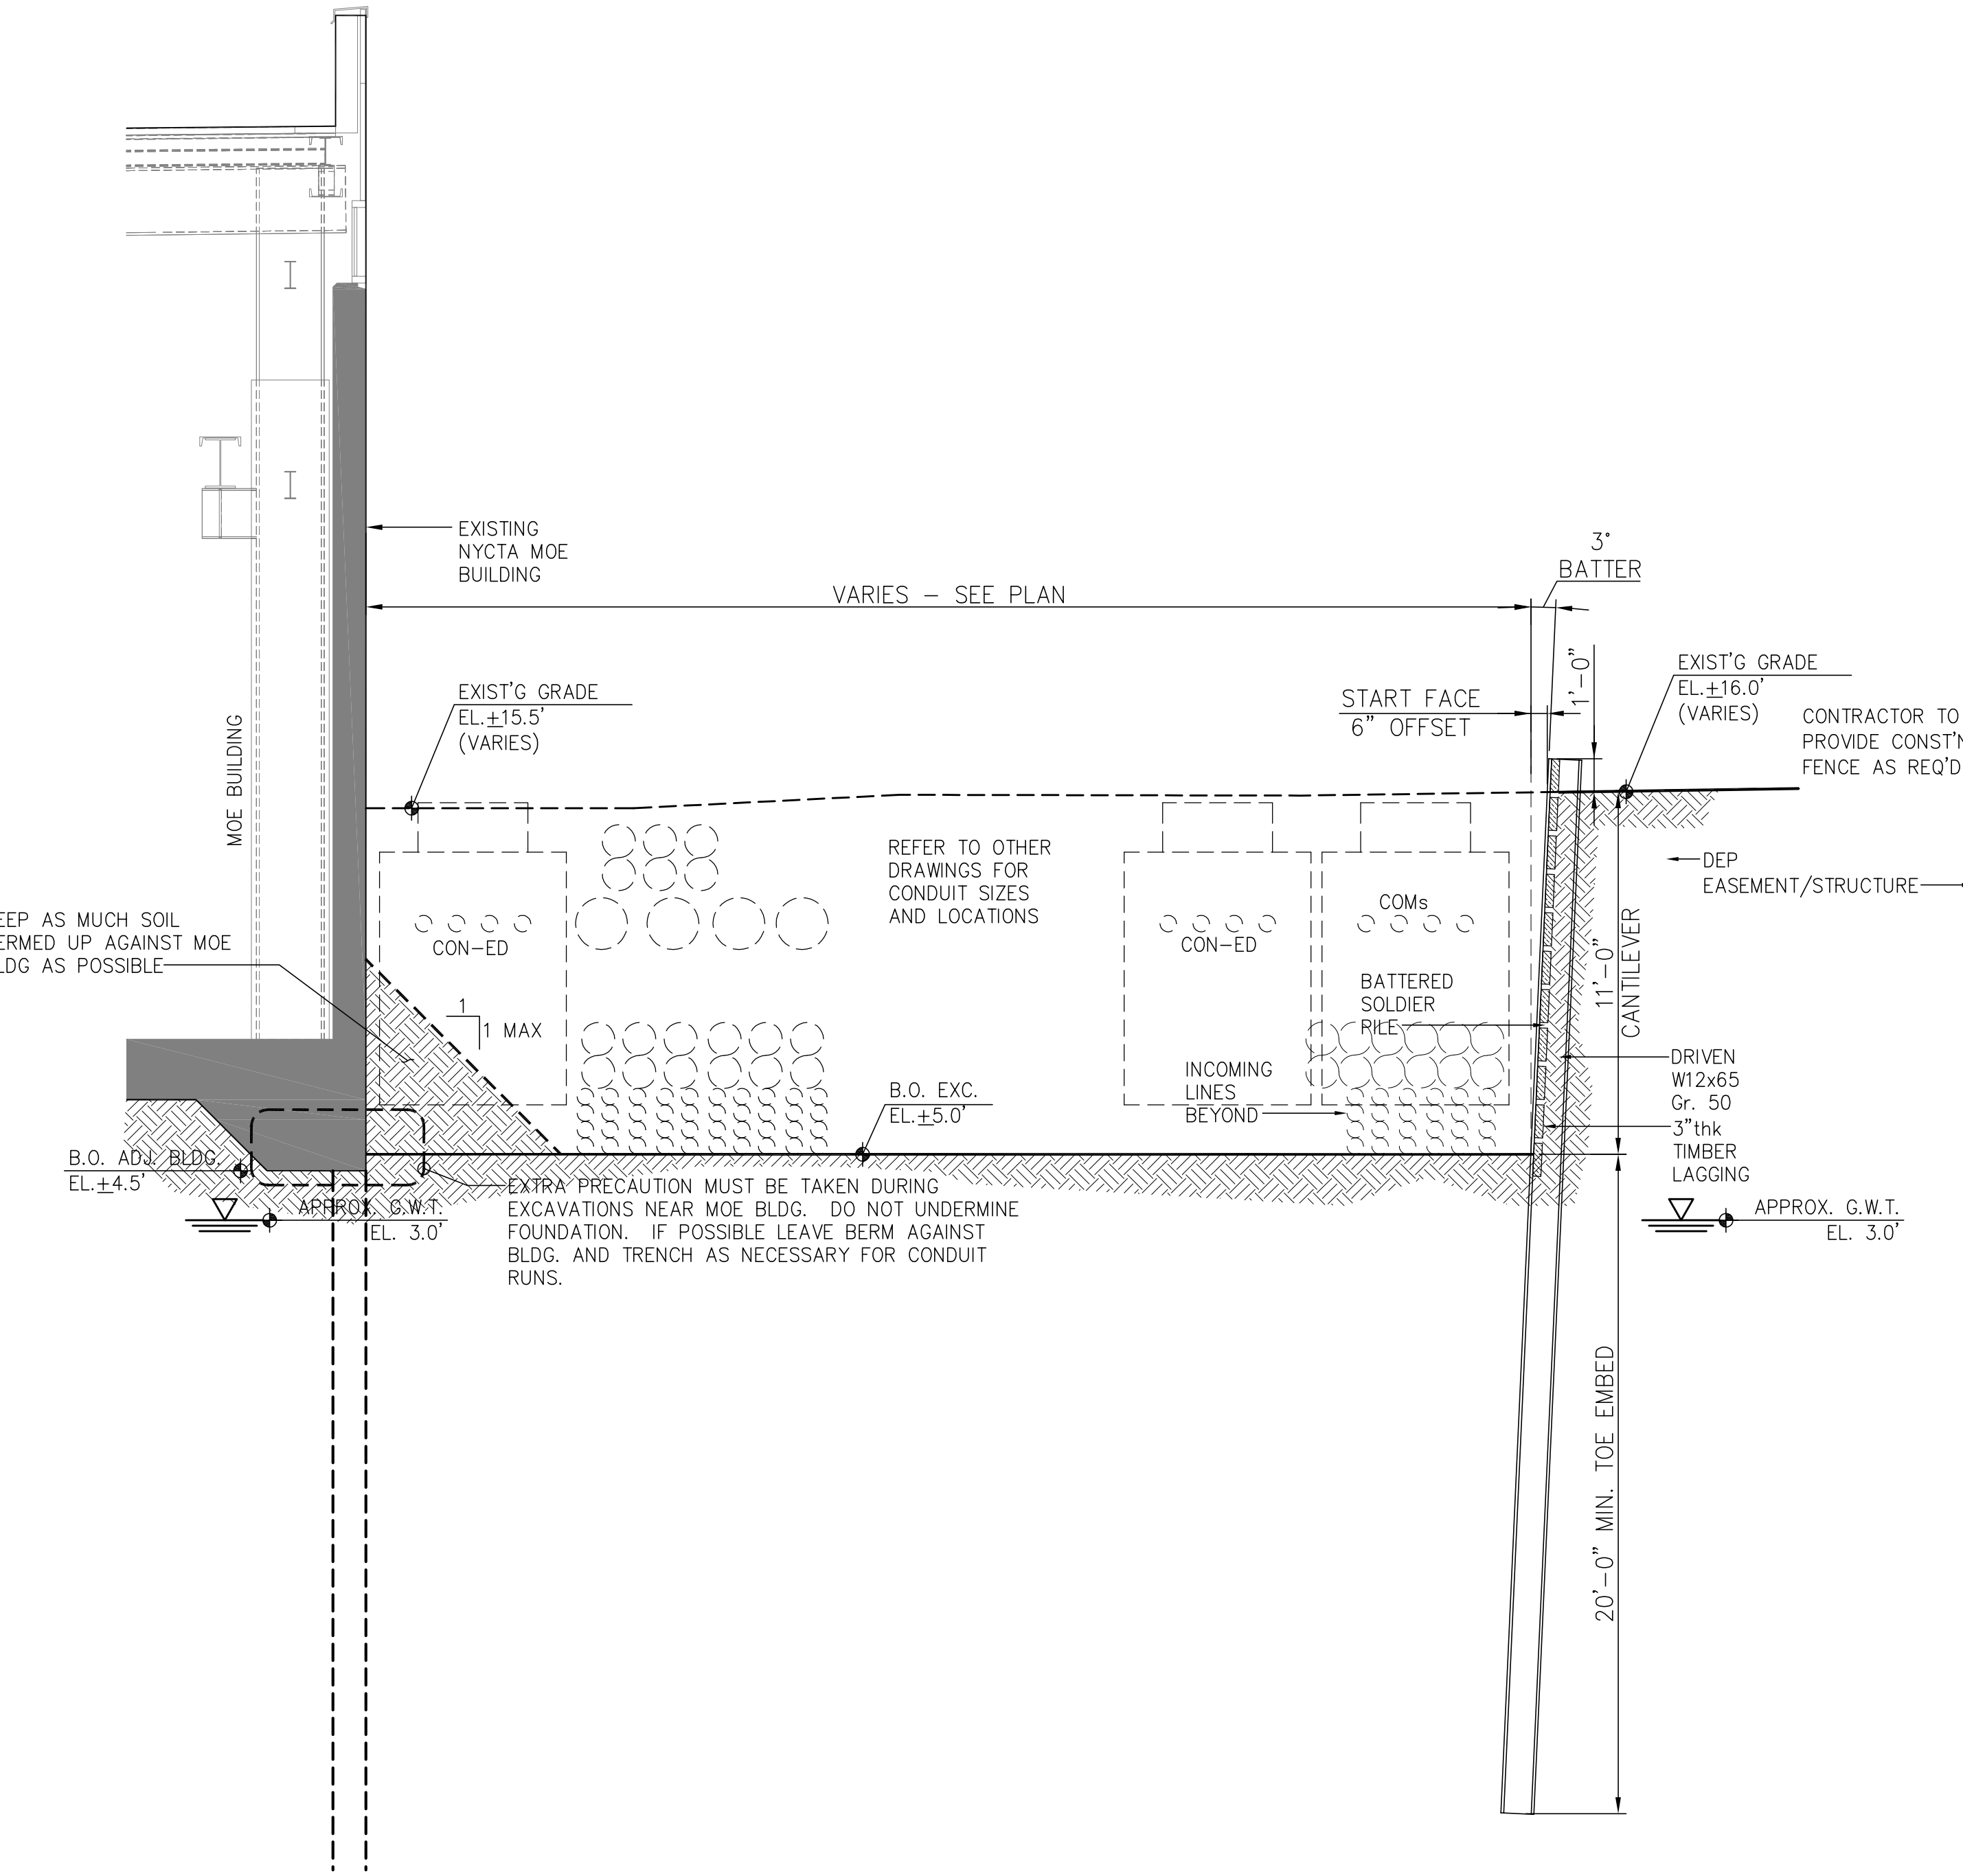 EXISTING
NYCTA MOE
BUILDING
3°
BATTER
VARIES – SEE PLAN
1'-0"
EXIST'G GRADE
EL.±15.5'
(VARIES)
START FACE
6" OFFSET
EXIST'G GRADE
EL.±16.0'
(VARIES)
CONTRACTOR TO
PROVIDE CONST'N
FENCE AS REQ'D
MOE BUILDING
REFER TO OTHER
DRAWINGS FOR
CONDUIT SIZES
AND LOCATIONS
DEP
EASEMENT/STRUCTURE
COMs
CON-ED
CON-ED
EEP AS MUCH SOIL
ERMED UP AGAINST MOE
LDG AS POSSIBLE
11'-0"
CANTILEVER
BATTERED
SOLDIER
PILE
1
1 MAX
INCOMING
LINES
BEYOND
B.O. EXC.
EL.±5.0'
DRIVEN
W12x65
Gr. 50
3"thk
TIMBER
LAGGING
B.O. ADJ. BLDG.
EL.±4.5'
APPROX. G.W.T.
EL. 3.0'
EXTRA PRECAUTION MUST BE TAKEN DURING
EXCAVATIONS NEAR MOE BLDG. DO NOT UNDERMINE
FOUNDATION. IF POSSIBLE LEAVE BERM AGAINST
BLDG. AND TRENCH AS NECESSARY FOR CONDUIT
RUNS.
APPROX. G.W.T.
EL. 3.0'
20'-0" MIN. TOE EMBED